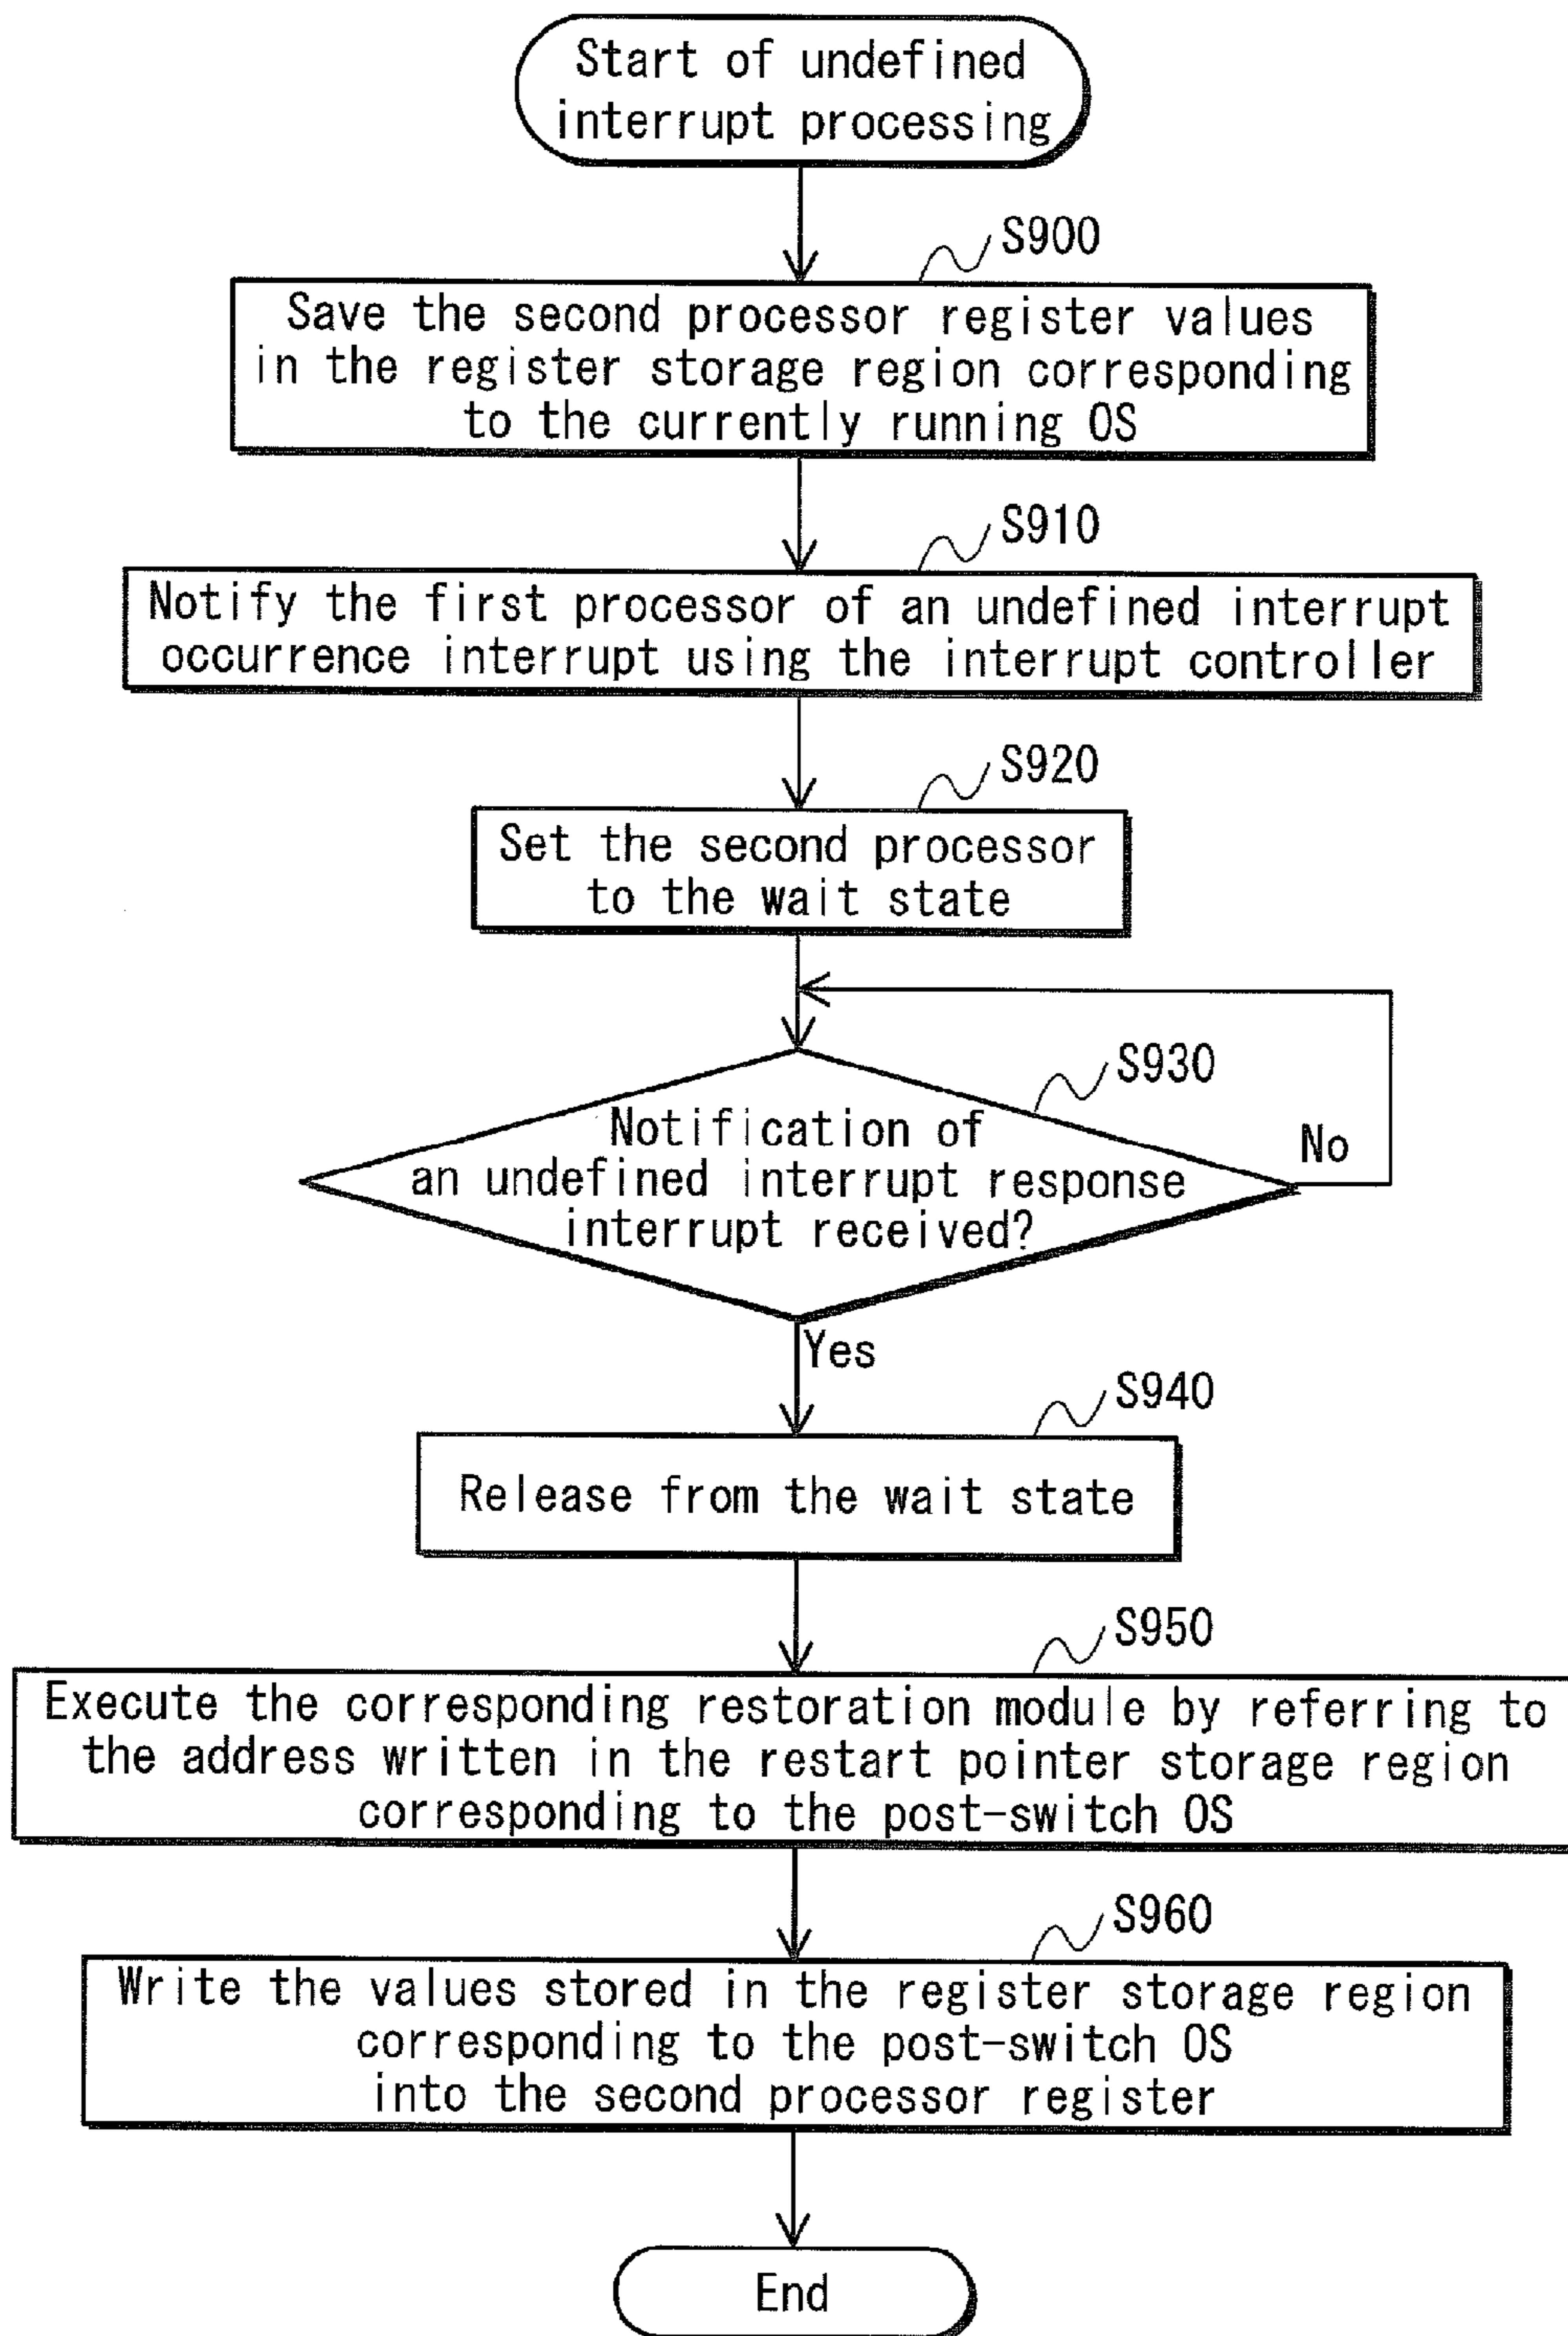 Start of undefined
interrupt processing
S900
Save the second processor register values
in the register storage region corresponding
to the currently running OS
S910
Notify the first processor of an undefined interrupt
occurrence interrupt using the interrupt controller
S920
Set the second processor
to the wait state
S930
Notification of
an undefined interrupt response
interrupt received?
No
Yes
S940
Release from the wait state
S950
Execute the corresponding restoration module by referring to
the address written in the restart pointer storage region
corresponding to the post-switch OS
S960
Write the values stored in the register storage region
corresponding to the post-switch OS
into the second processor register
End